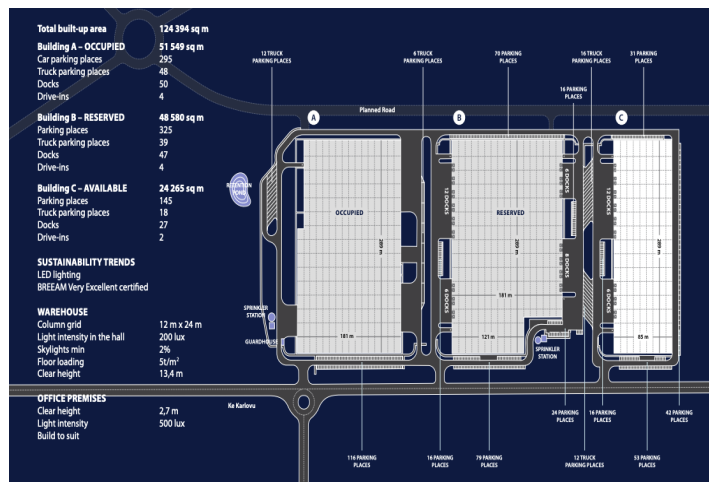 Total built-up area 124 394 sq m
Building A – OCCUPIED 51 549 sq m
Car parking places 295
Truck parking places 48
Docks 50
Drive-ins 4
Building B – RESERVED 48 580 sq m
Parking places 325
Truck parking places 39
Docks 47
Drive-ins 4
Building C – AVAILABLE 24 265 sq m
Parking places 145
Truck parking places 18
Docks 27
Drive-ins 2
SUSTAINABILITY TRENDS
LED lighting
BREEAM Very Excellent certified
WAREHOUSE
Column grid 12 m x 24 m
Light intensity in the hall 200 lux
Skylights min 2%
Floor loading 5t/m²
Clear height 13,4 m
OFFICE PREMISES
Clear height 2,7 m
Light intensity 500 lux
Build to suit
12 TRUCK
PARKING PLACES
6 TRUCK
PARKING PLACES
70 PARKING
PLACES
16 TRUCK
PARKING PLACES
31 PARKING
PLACES
16 PARKING
PLACES
Planned Road
A
B
C
RETENTION
POND
OCCUPIED
289 m
181 m
12 DOCKS
6 DOCKS
RESERVED
289 m
181 m
121 m
6 DOCKS
8 DOCKS
12 DOCKS
6 DOCKS
289 m
85 m
SPRINKLER
STATION
GUARDHOUSE
SPRINKLER
STATION
Ke Karlovu
24 PARKING
PLACES
16 PARKING
PLACES
42 PARKING
PLACES
116 PARKING
PLACES
16 PARKING
PLACES
79 PARKING
PLACES
12 TRUCK
PARKING PLACES
53 PARKING
PLACES